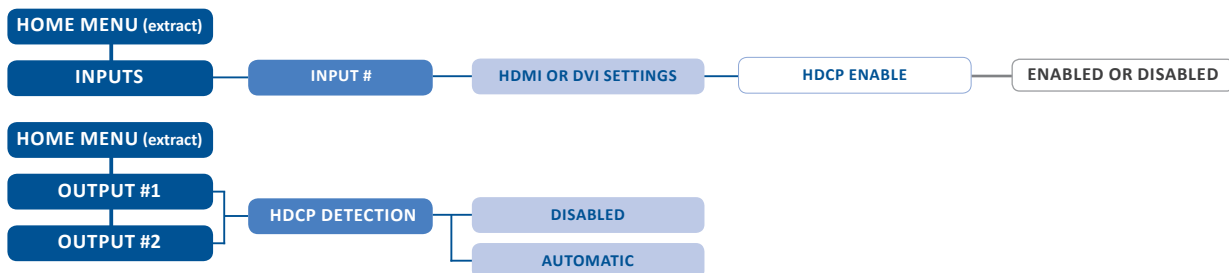 HOME MENU (extract)
INPUTS
INPUT #
HDMI OR DVI SETTINGS
HDCP ENABLE
ENABLED OR DISABLED
HOME MENU (extract)
OUTPUT #1
OUTPUT #2
HDCP DETECTION
DISABLED
AUTOMATIC